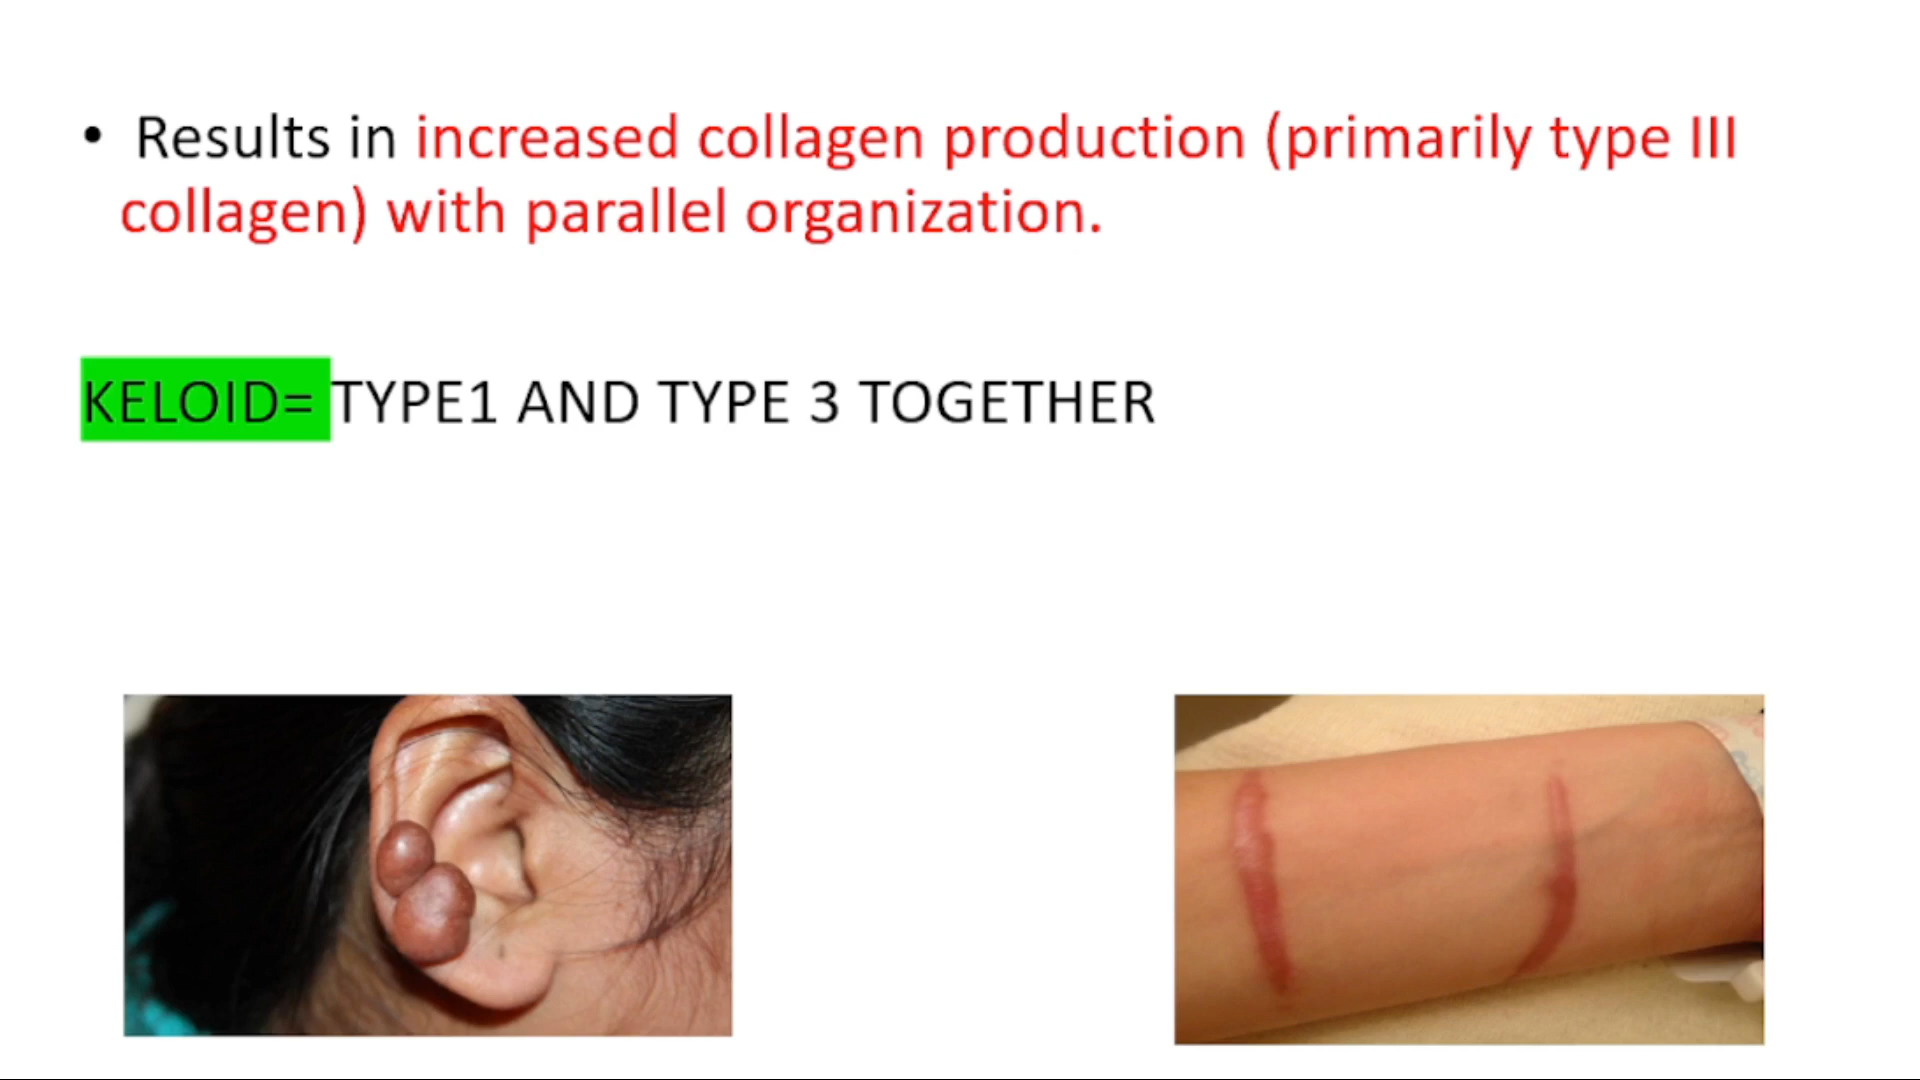 • Results in increased collagen production (primarily type III
collagen) with parallel organization.
KELOID= TYPE1 AND TYPE 3 TOGETHER